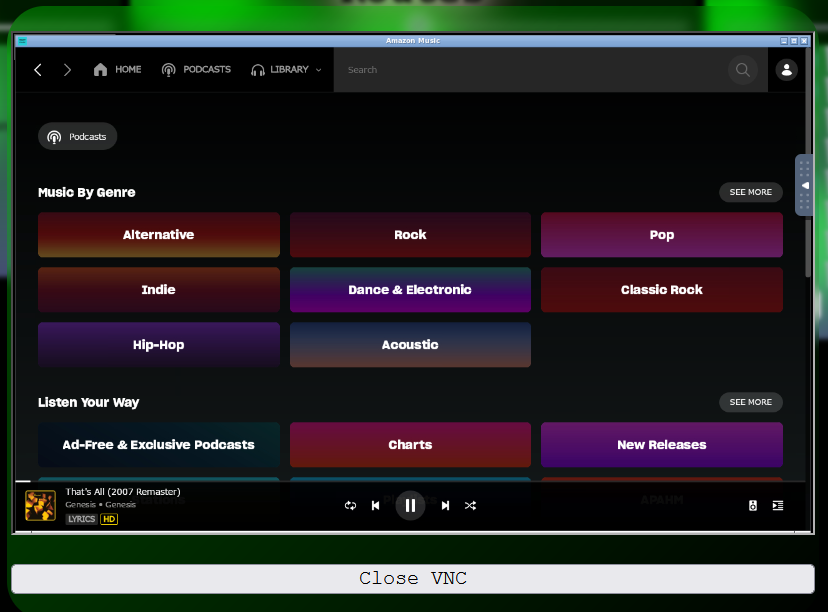 Amazon Music
HOME PODCASTS LIBRARY Search
Podcasts
Music By Genre SEE MORE
Alternative Rock Pop
Indie Dance & Electronic Classic Rock
Hip-Hop Acoustic
Listen Your Way SEE MORE
Ad-Free & Exclusive Podcasts Charts New Releases
APAHM
That's All (2007 Remaster)
Genesis • Genesis
LYRICS HD
Close VNC